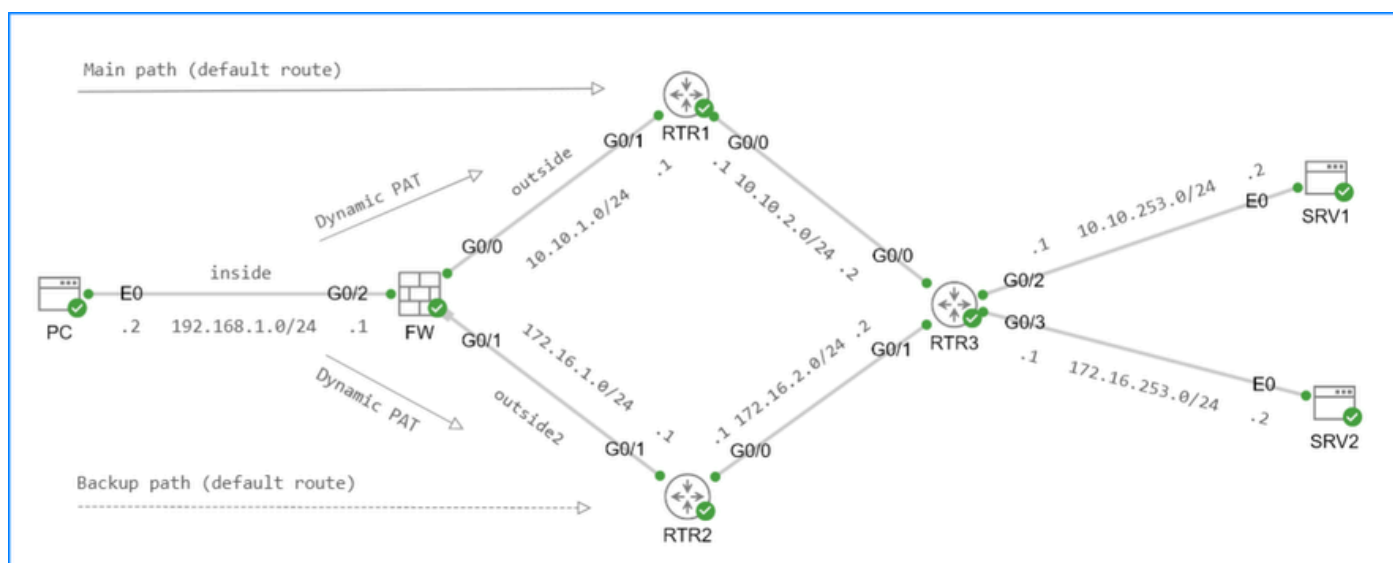 Main path (default route)
RTR1
G0/1
G0/0
outside
.1
.1 10.10.2.0/24 .2
Dynamic PAT
10.10.1.0/24
G0/0
G0/0
.1 10.10.253.0/24 .2
E0
SRV1
G0/2
inside
PC
E0
G0/2
.2 192.168.1.0/24 .1
FW
G0/1
172.16.1.0/24
outside2
Dynamic PAT
G0/1
.1
.1 172.16.2.0/24 .2
G0/0
G0/1
RTR3
G0/3
.1 172.16.253.0/24 .2
E0
SRV2
Backup path (default route)
RTR2